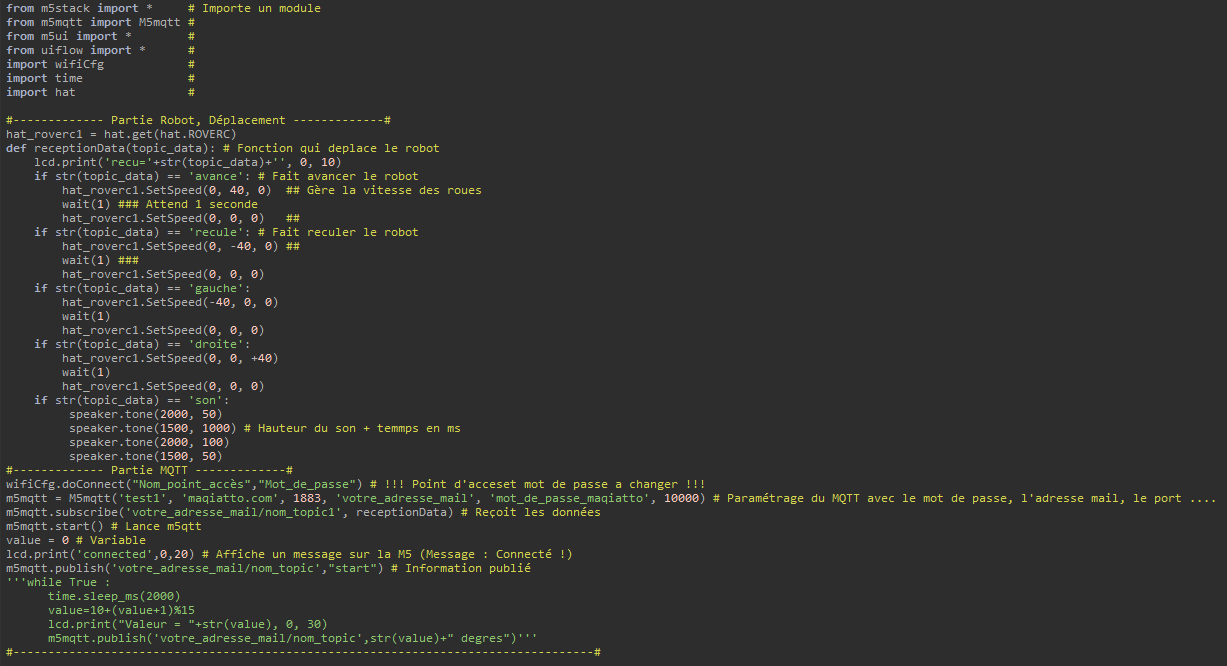 from m5stack import *     # Importe un module
from m5mqtt import M5mqtt #
from m5ui import *        #
from uiflow import *      #
import wifiCfg            #
import time               #
import hat                #
#------------- Partie Robot, Déplacement -------------#
hat_roverc1 = hat.get(hat.ROVERC)
def receptionData(topic_data): # Fonction qui deplace le robot
    lcd.print('recu='+str(topic_data)+'', 0, 10)
    if str(topic_data) == 'avance': # Fait avancer le robot
        hat_roverc1.SetSpeed(0, 40, 0)  ## Gère la vitesse des roues
        wait(1) ### Attend 1 seconde
        hat_roverc1.SetSpeed(0, 0, 0)   ##
    if str(topic_data) == 'recule': # Fait reculer le robot
        hat_roverc1.SetSpeed(0, -40, 0) ##
        wait(1) ###
        hat_roverc1.SetSpeed(0, 0, 0)
    if str(topic_data) == 'gauche':
        hat_roverc1.SetSpeed(-40, 0, 0)
        wait(1)
        hat_roverc1.SetSpeed(0, 0, 0)
    if str(topic_data) == 'droite':
        hat_roverc1.SetSpeed(0, 0, +40)
        wait(1)
        hat_roverc1.SetSpeed(0, 0, 0)
    if str(topic_data) == 'son':
         speaker.tone(2000, 50)
         speaker.tone(1500, 1000) # Hauteur du son + temmps en ms
         speaker.tone(2000, 100)
         speaker.tone(1500, 50)
#------------- Partie MQTT -------------#
wifiCfg.doConnect("Nom_point_accès","Mot_de_passe") # !!! Point d'acceset mot de passe a changer !!!
m5mqtt = M5mqtt('test1', 'maqiatto.com', 1883, 'votre_adresse_mail', 'mot_de_passe_maqiatto', 10000) # Paramétrage du MQTT avec le mot de passe, l'adresse mail, le port ....
m5mqtt.subscribe('votre_adresse_mail/nom_topic1', receptionData) # Reçoit les données
m5mqtt.start() # Lance m5qtt
value = 0 # Variable
lcd.print('connected',0,20) # Affiche un message sur la M5 (Message : Connecté !)
m5mqtt.publish('votre_adresse_mail/nom_topic',"start") # Information publié
'''while True :
      time.sleep_ms(2000)
      value=10+(value+1)%15
      lcd.print("Valeur = "+str(value), 0, 30)
      m5mqtt.publish('votre_adresse_mail/nom_topic',str(value)+" degres")'''
#-----------------------------------------------------------------------------------#